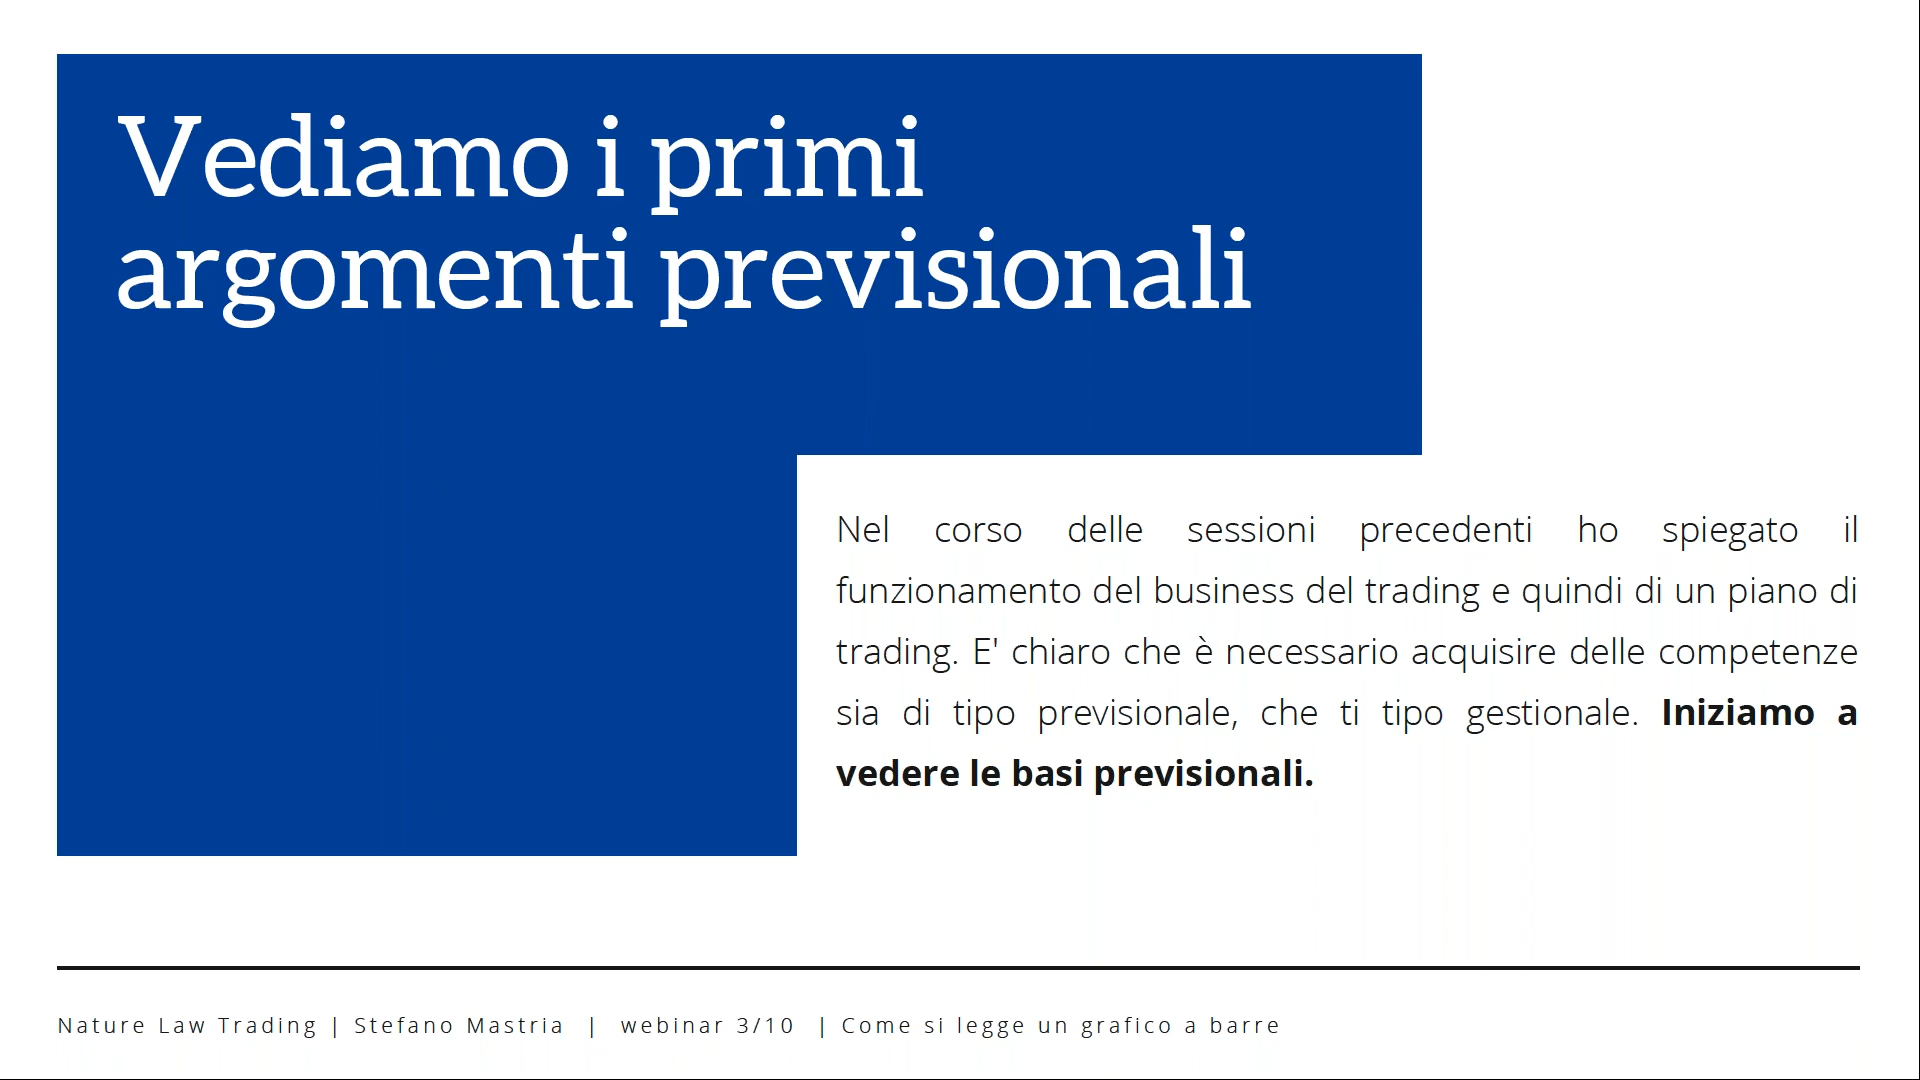 Vediamo i primi
argomenti previsionali
Nel corso delle sessioni precedenti ho spiegato il
funzionamento del business del trading e quindi di un piano di
trading. E' chiaro che è necessario acquisire delle competenze
sia di tipo previsionale, che ti tipo gestionale. Iniziamo a
vedere le basi previsionali.
Nature Law Trading | Stefano Mastria | webinar 3/10 | Come si legge un grafico a barre